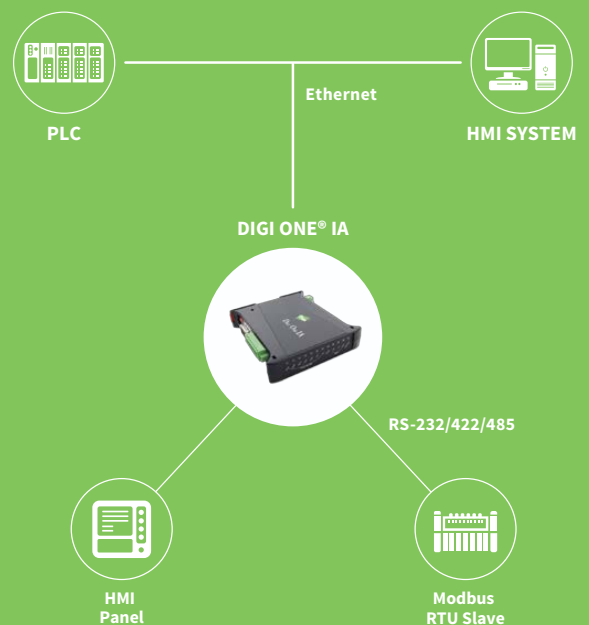 Ethernet
PLC
HMI SYSTEM
DIGI ONE® IA
RS-232/422/485
HMI
Panel
Modbus
RTU Slave